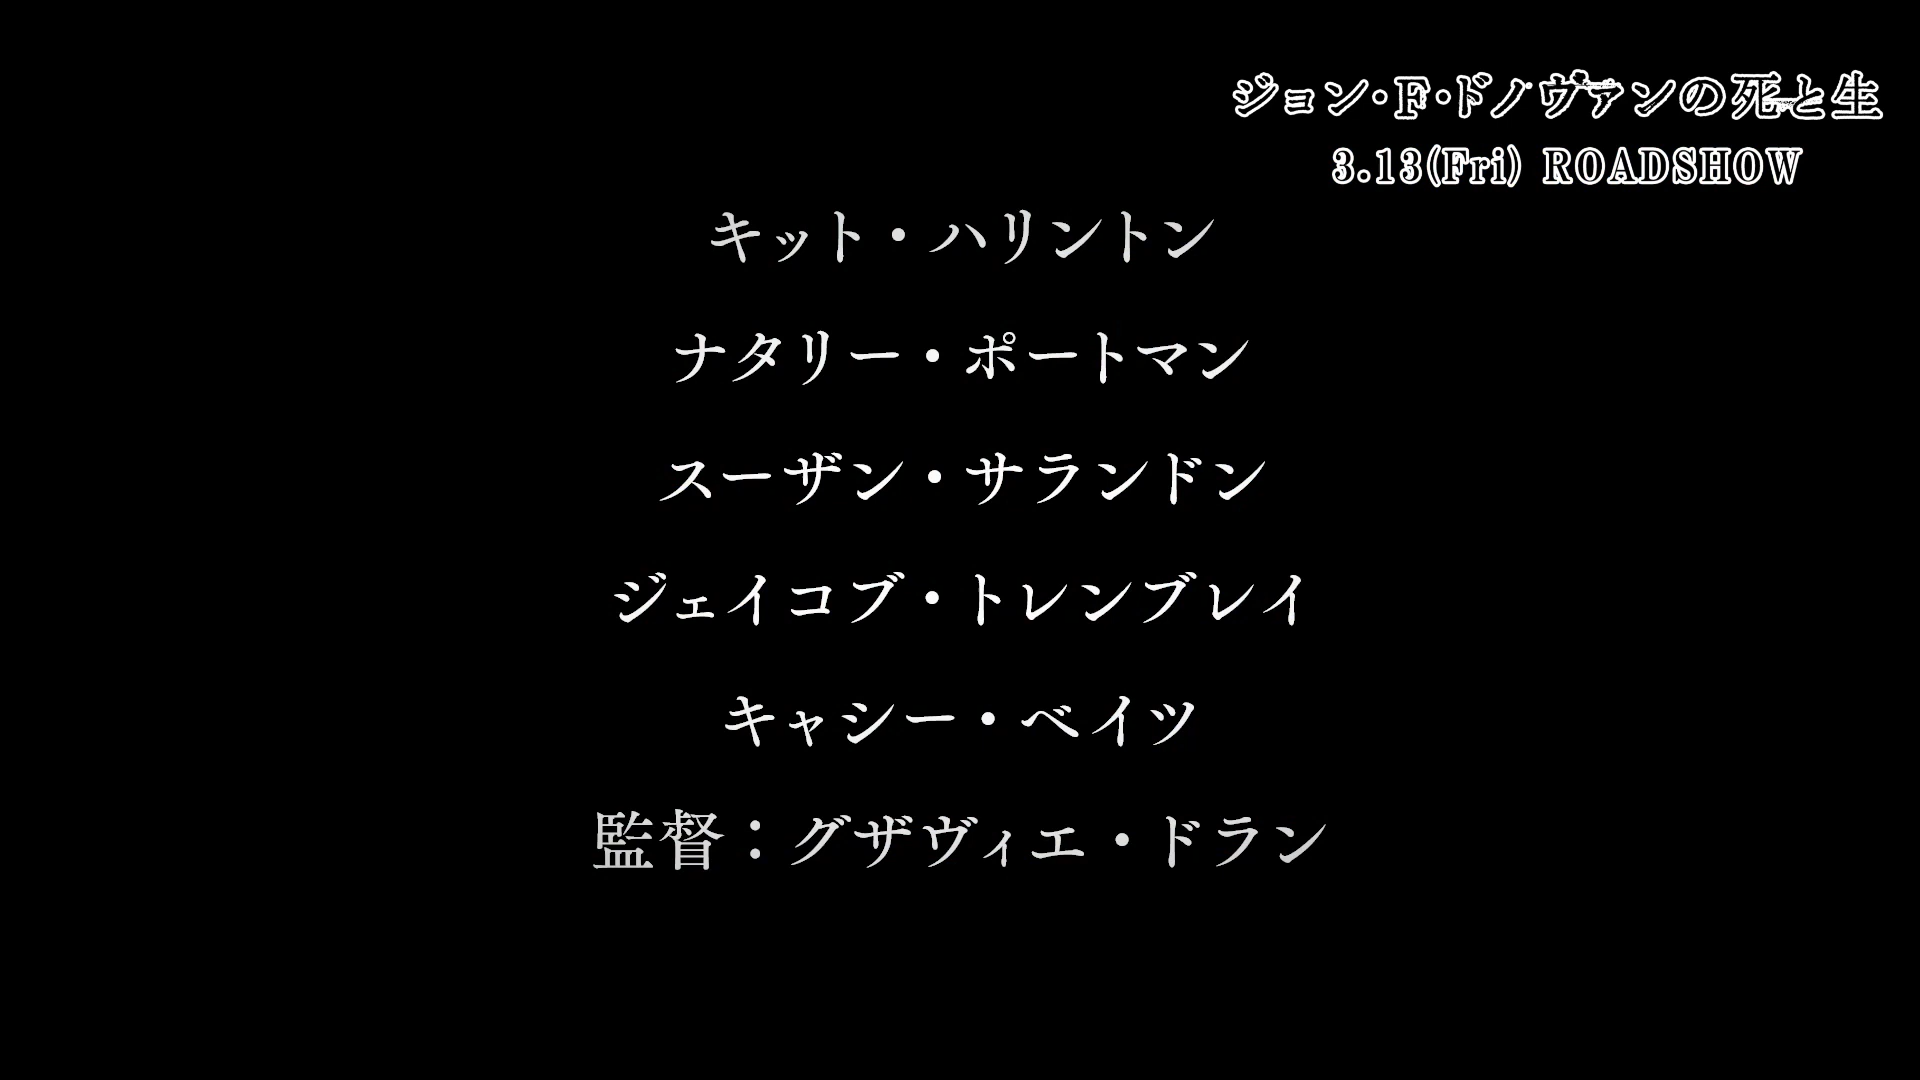 ジョン・F・ドノヴァンの死と生
3.13(Fri) ROADSHOW
キット・ハリントン
ナタリー・ポートマン
スーザン・サランドン
ジェイコブ・トレンブレイ
キャシー・ベイツ
監督：グザヴィエ・ドラン